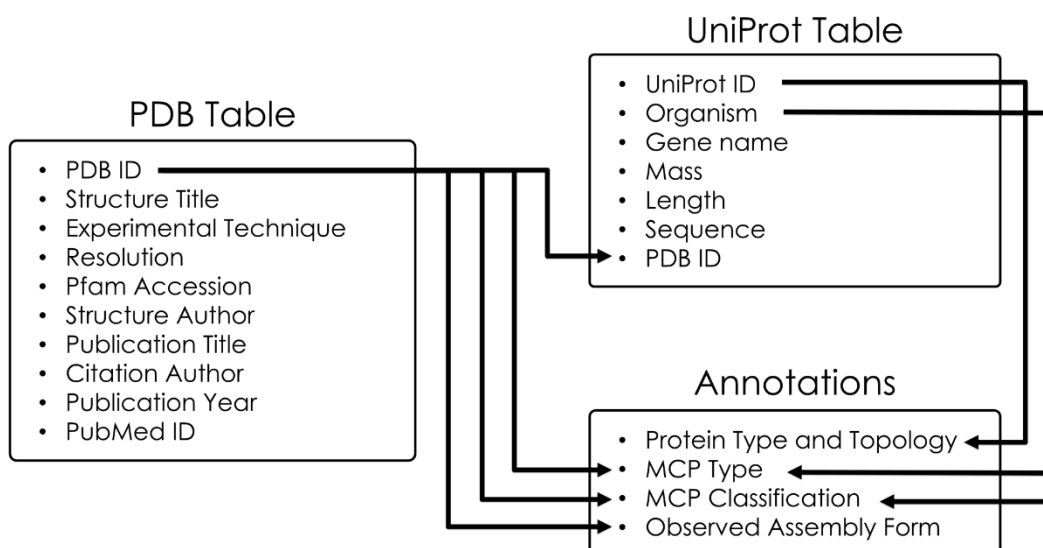 PDB Table
• PDB ID
• Structure Title
• Experimental Technique
• Resolution
• Pfam Accession
• Structure Author
• Publication Title
• Citation Author
• Publication Year
• PubMed ID
UniProt Table
• UniProt ID
• Organism
• Gene name
• Mass
• Length
• Sequence
• PDB ID
Annotations
• Protein Type and Topology
• MCP Type
• MCP Classification
• Observed Assembly Form